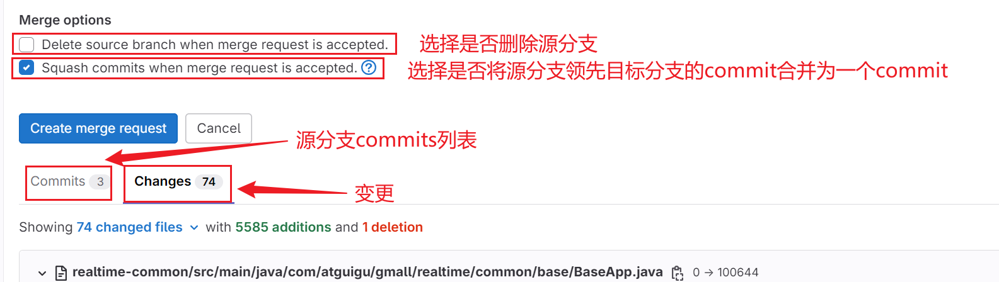 Merge options
Delete source branch when merge request is accepted. 选择是否删除源分支
Squash commits when merge request is accepted. ? 选择是否将源分支领先目标分支的commit合并为一个commit
Create merge request Cancel
源分支commits列表
Commits 3 Changes 74
变更
Showing 74 changed files with 5585 additions and 1 deletion
realtime-common/src/main/java/com/atguigu/gmall/realtime/common/base/BaseApp.java 0 → 100644